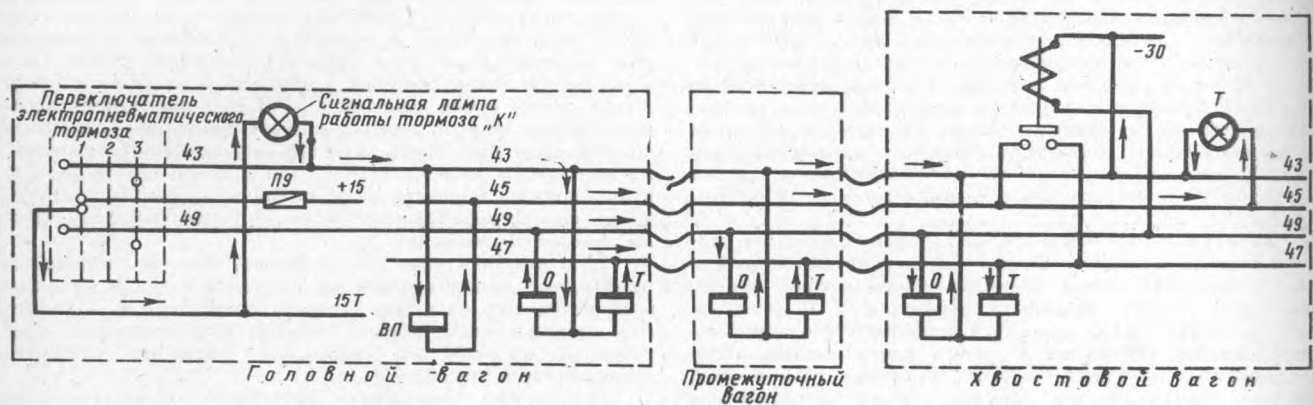 Переключатель
электропневматического
тормоза
Сигнальная лампа
работы тормоза „К"
2 3
43
П9 +15
49
15Т
ВП
43
45
49
47
О Т
Головной вагон
О Т
Промежуточный
вагон
-30
Т
43
45
49
47
О Т
Хвостовой вагон